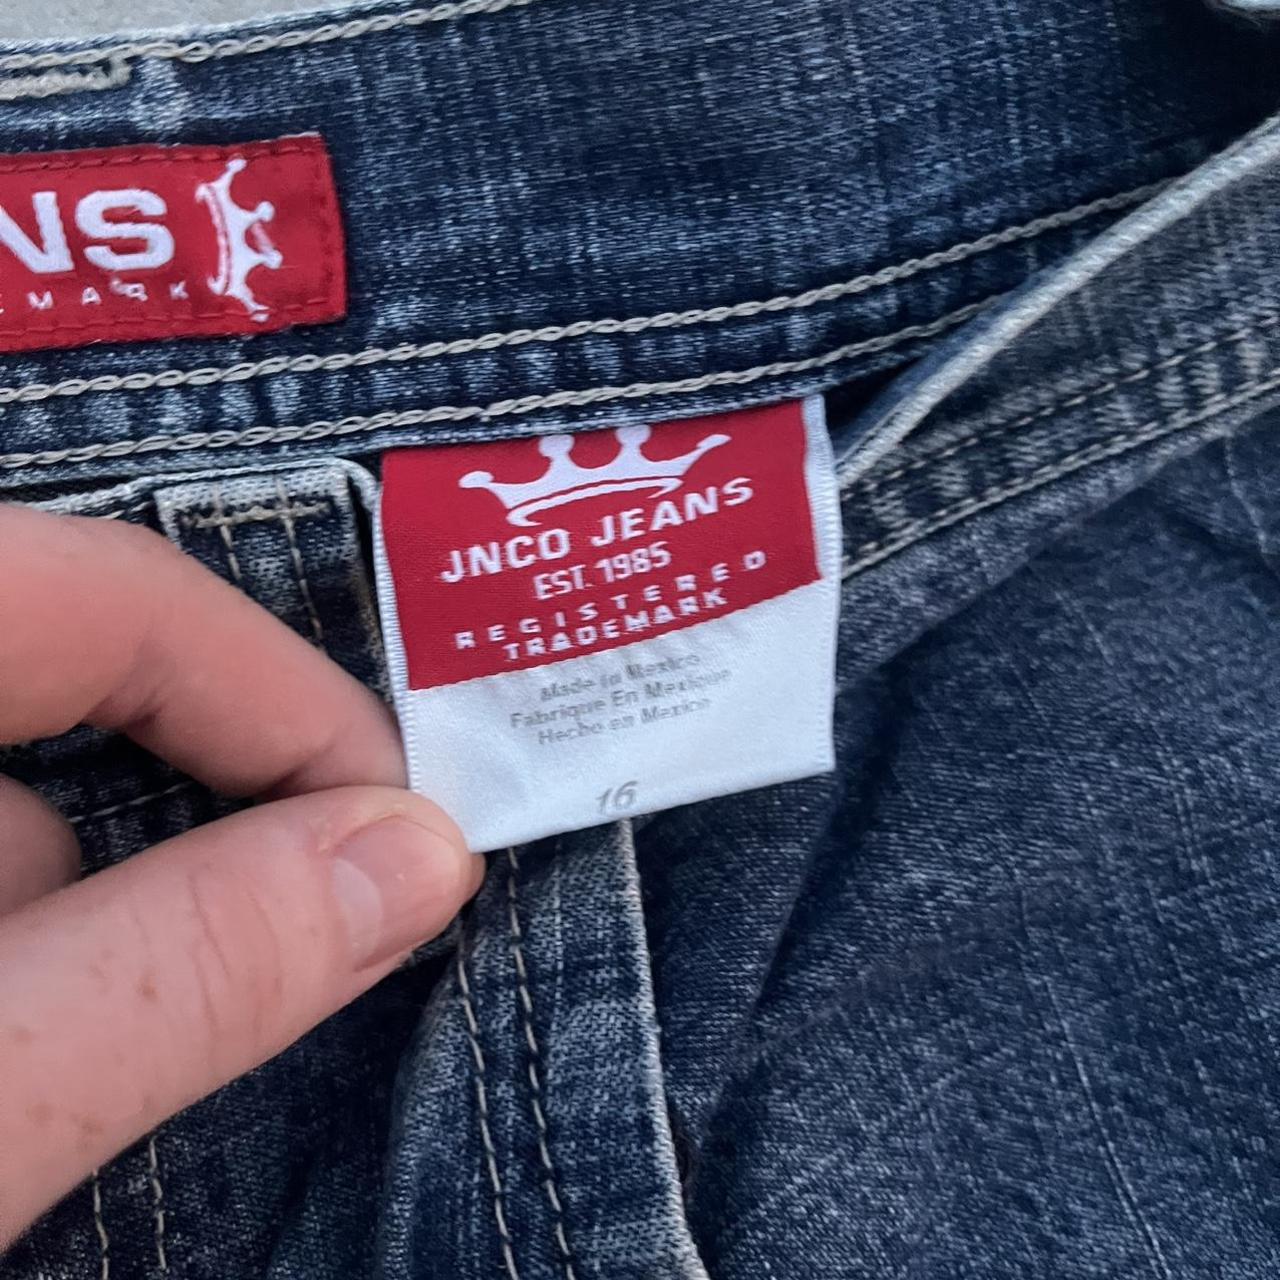 NS
EMARK
JNCO JEANS
EST. 1985
REGISTERED
TRADEMARK
Made in Mexico
Fabrique En Mexique
Hecho en Mexico
16